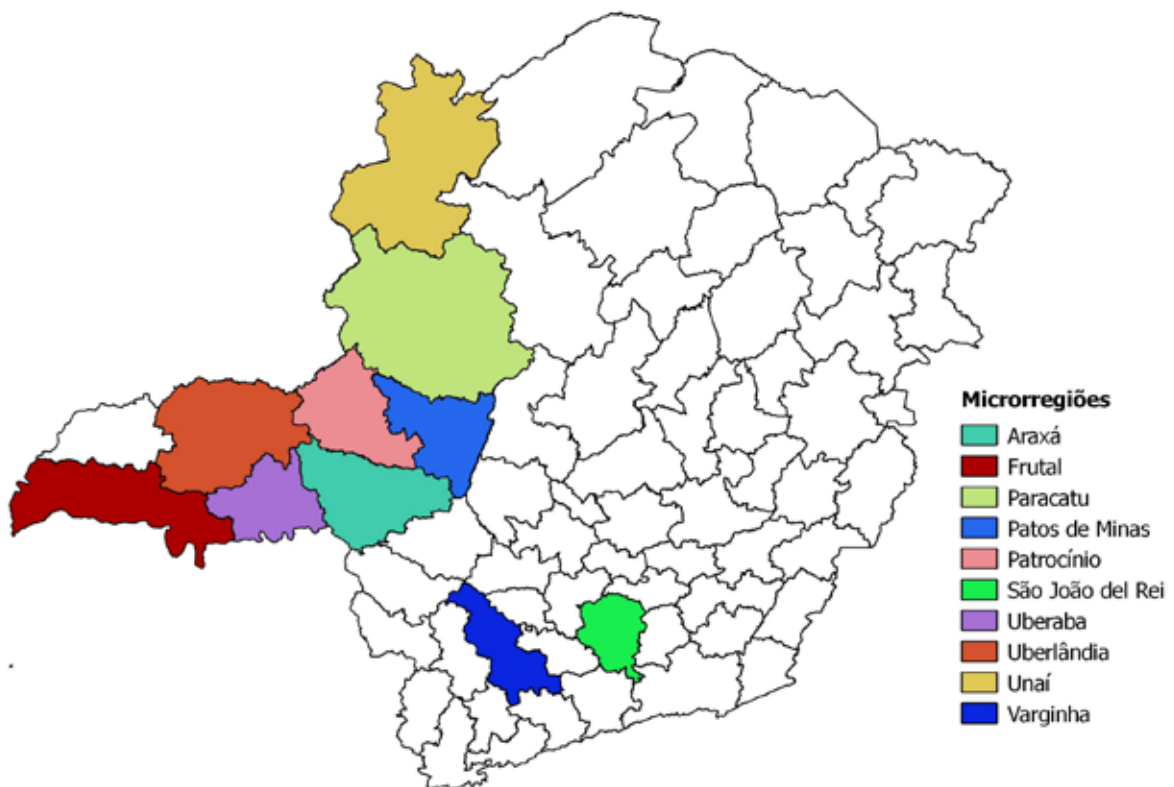 Microrregiões
Araxá
Frutal
Paracatu
Patos de Minas
Patrocínio
São João del Rei
Uberaba
Uberlândia
Unaí
Varginha